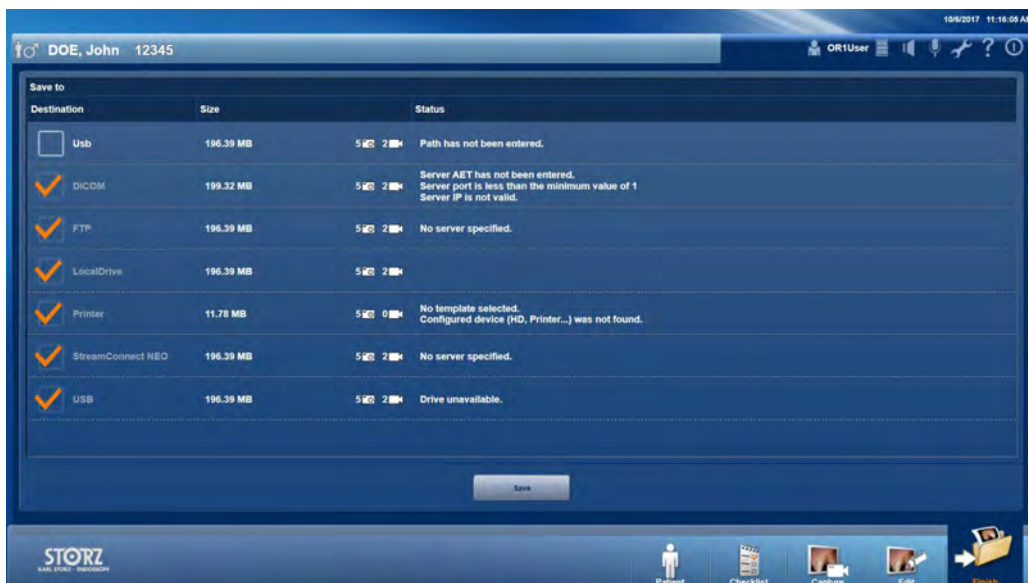 10/6/2017 11:16:05 A
DOE, John 12345
OR1User
?
Save to
Destination Size Status
Usb 196.39 MB 5 2 Path has not been entered.
DICOM 199.32 MB 5 2 Server AET has not been entered.
Server port is less than the minimum value of 1
Server IP is not valid.
FTP 196.39 MB 5 2 No server specified.
LocalDrive 196.39 MB 5 2
Printer 11.78 MB 5 0 No template selected.
Configured device (HD, Printer...) was not found.
StreamConnect NEO 196.39 MB 5 2 No server specified.
USB 196.39 MB 5 2 Drive unavailable.
Save
STORZ
KARL STORZ - ENDOSKOPE
Patient Checklist Capture Edit Finish